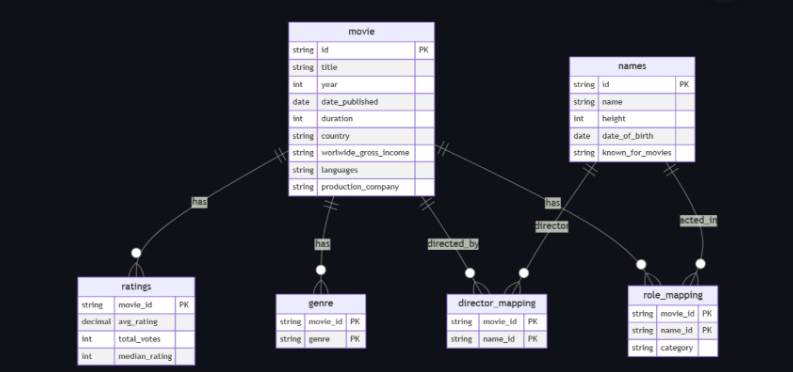 movie
string id PK
string title
int year
date date_published
int duration
string country
string worlwide_gross_income
string languages
string production_company
names
string id PK
string name
int height
date date_of_birth
string known_for_movies
has
has
directed_by
has
director
acted_in
ratings
string movie_id PK
decimal avg_rating
int total_votes
int median_rating
genre
string movie_id PK
string genre PK
director_mapping
string movie_id PK
string name_id PK
role_mapping
string movie_id PK
string name_id PK
string category